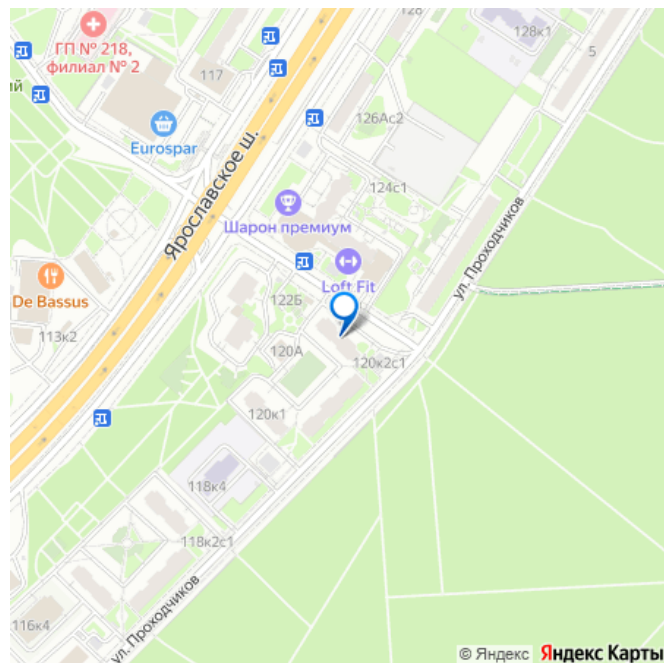 128
128к1
5
ГП № 218,
филиал № 2
117
ий
126Ас2
Eurospar
Ярославское ш.
124с1
Шарон премиум
ул. Проходчиков
Loft Fit
De Bassus
122Б
113к2
120А
120к2с1
120к1
118к4
118к2с1
116к4
ул. Проходчиков
© Яндекс Яндекс Карты